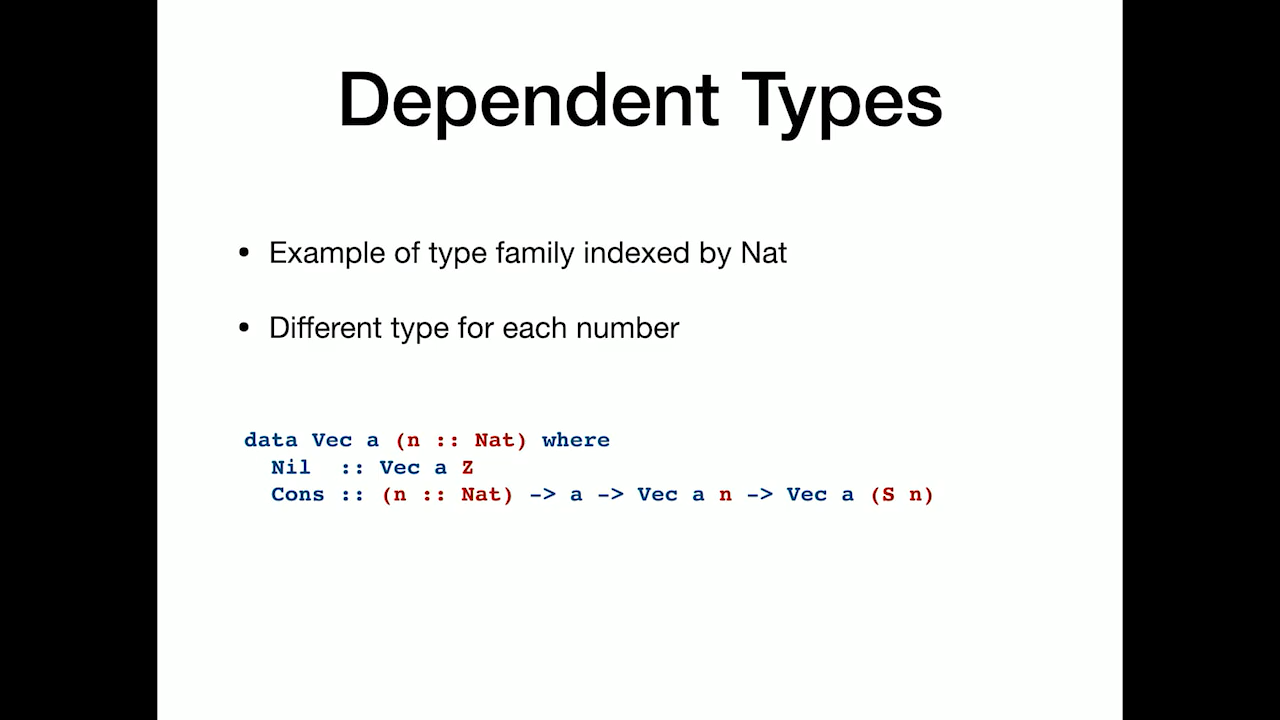 Dependent Types
• Example of type family indexed by Nat
• Different type for each number
data Vec a (n :: Nat) where
  Nil  :: Vec a Z
  Cons :: (n :: Nat) -> a -> Vec a n -> Vec a (S n)